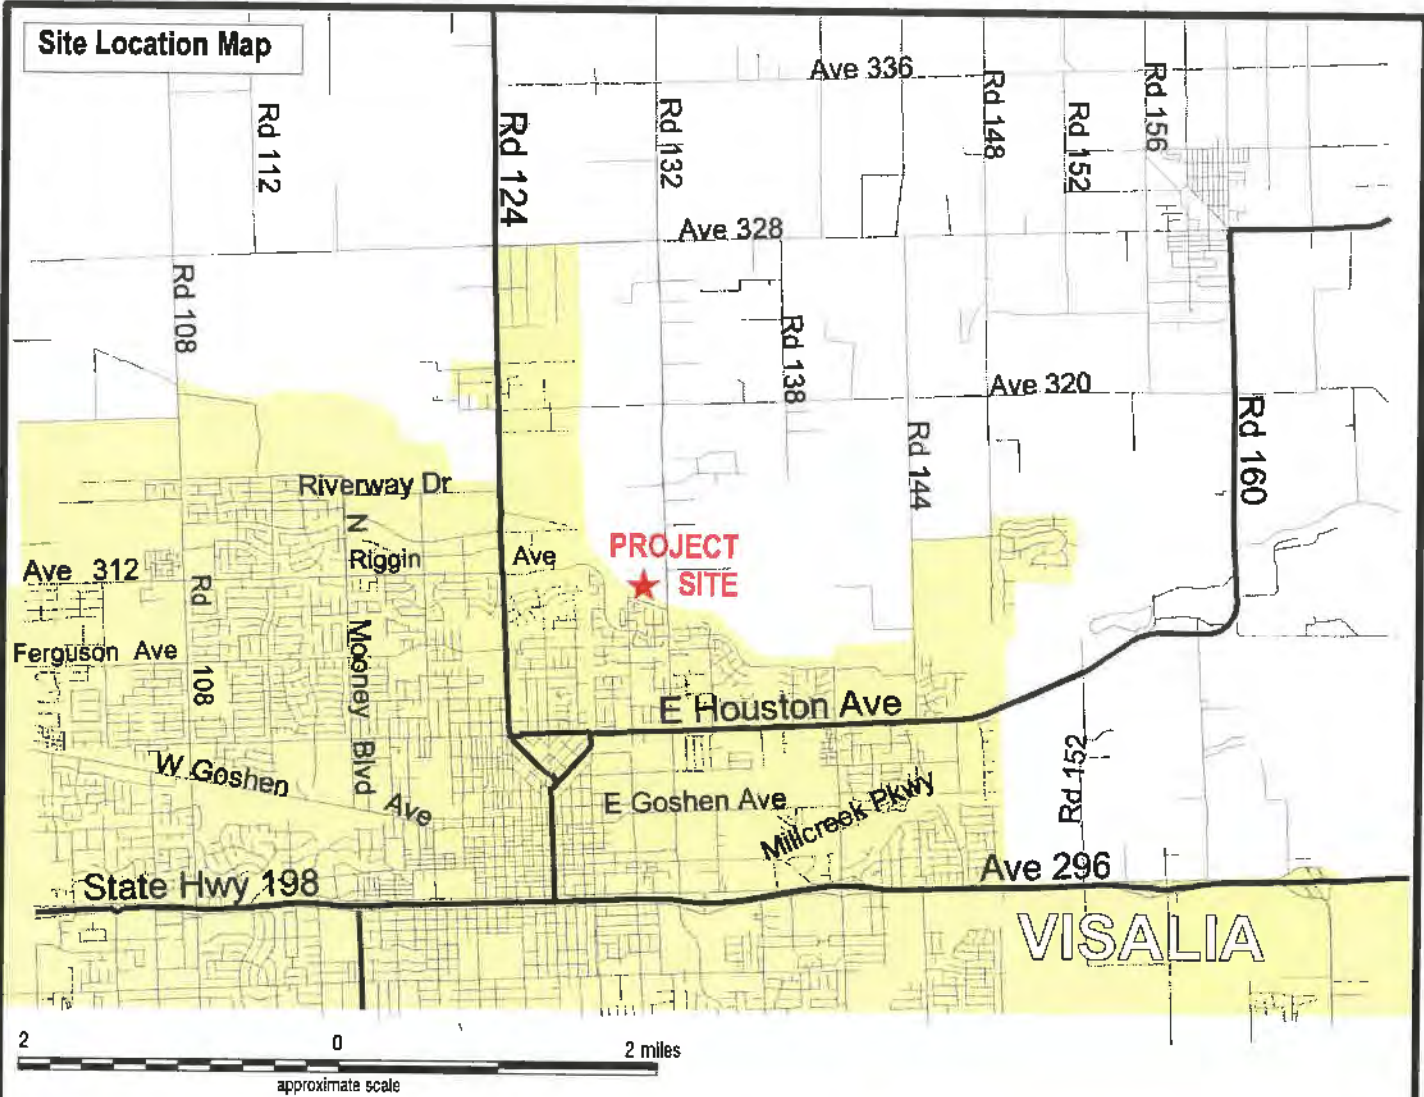 Site Location Map
Ave 336
Rd 112
Rd 124
Rd 132
Rd 148
Rd 152
Rd 156
Ave 328
Rd 108
Rd 138
Ave 320
Rd 144
Rd 160
Riverway Dr
N Mooney Blvd
Riggin Ave
PROJECT
SITE
Ave 312
Rd 108
Ferguson Ave
E Houston Ave
W Goshen Ave
E Goshen Ave
Millcreek Pkwy
Rd 152
State Hwy 198
Ave 296
VISALIA
2 0 2 miles
approximate scale